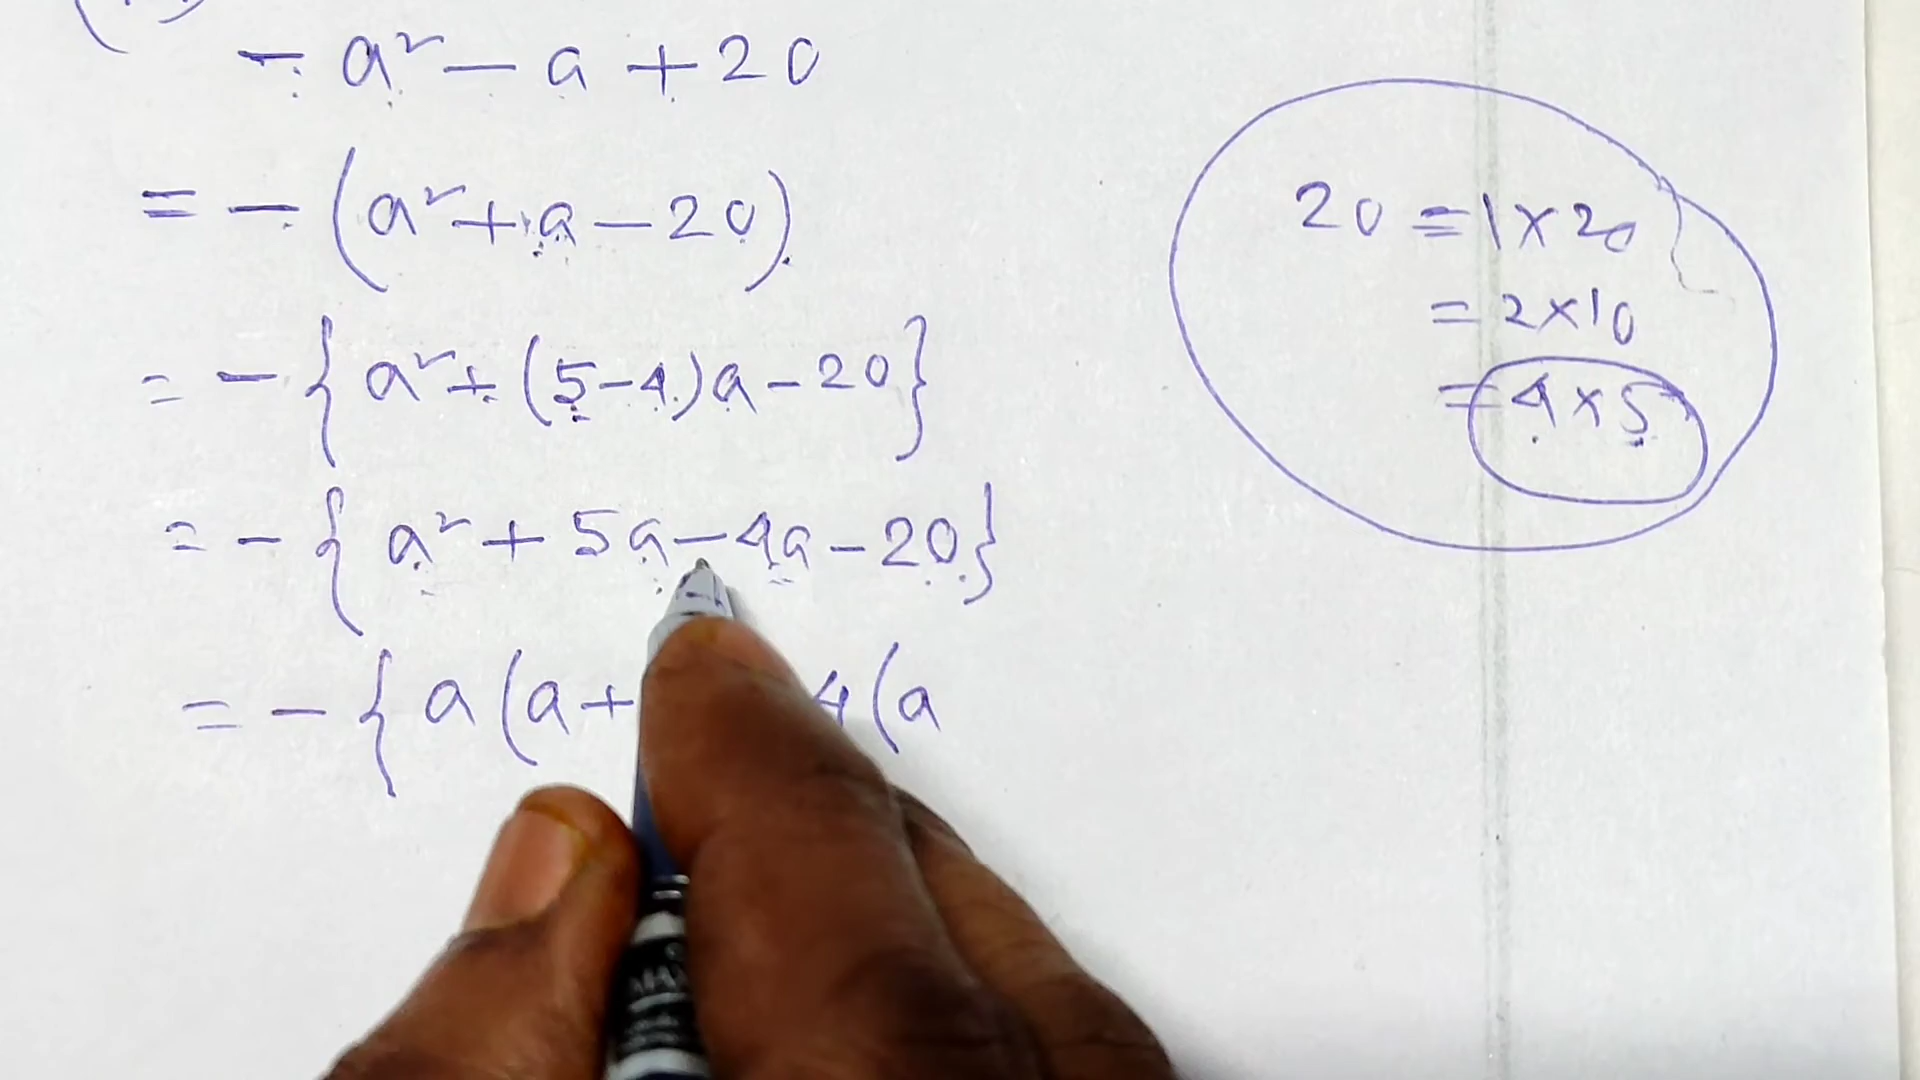 - a² - a + 20
= - (a² + a - 20)
= - { a² + (5-4)a - 20}
= - { a² + 5a - 4a - 20}
= - { a (a + 4 (a
20 = 1 × 20
= 2 × 10
= 4 × 5